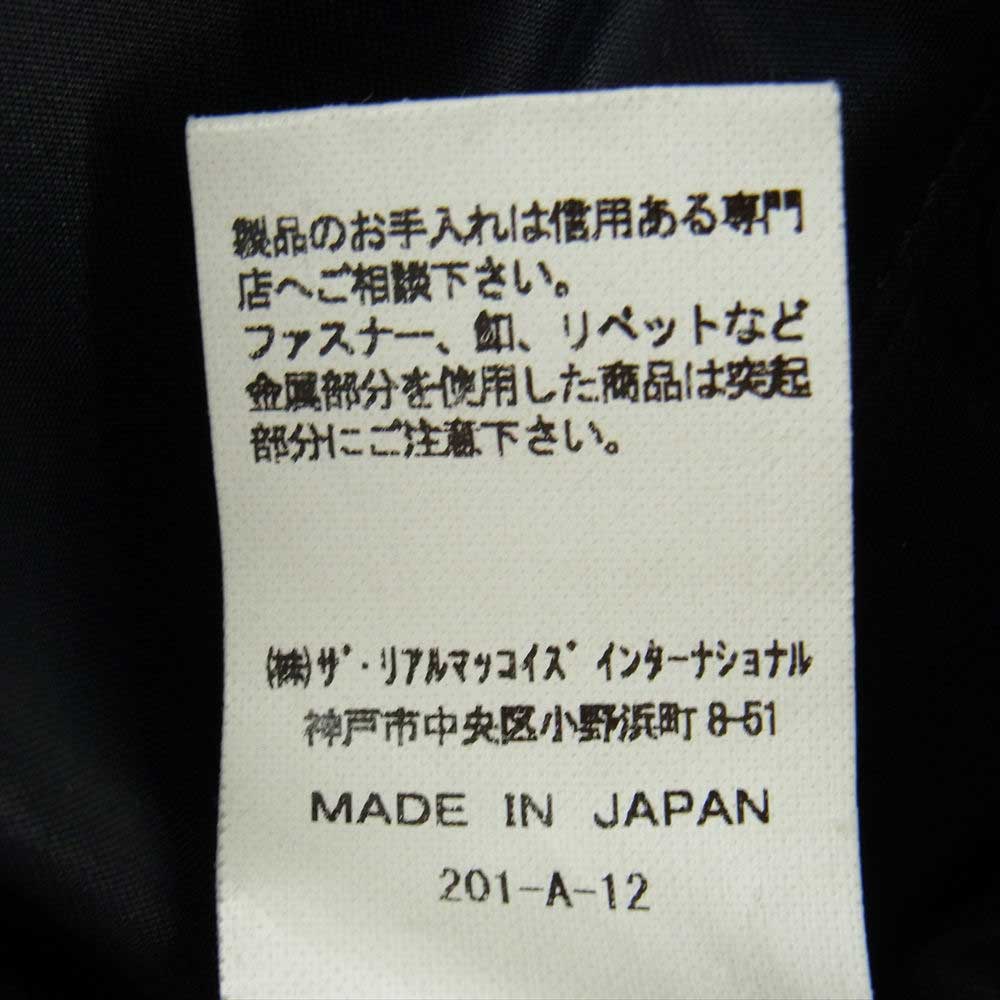 製品のお手入れは信用ある専門
店へご相談下さい。
ファスナー、釦、リベットなど
金属部分を使用した商品は突起
部分にご注意下さい。
㈱ｻﾞ･ﾘｱﾙﾏｯｺｲｽﾞ ｲﾝﾀｰﾅｼｮﾅﾙ
神戸市中央区小野浜町8-51
MADE IN JAPAN
201-A-12